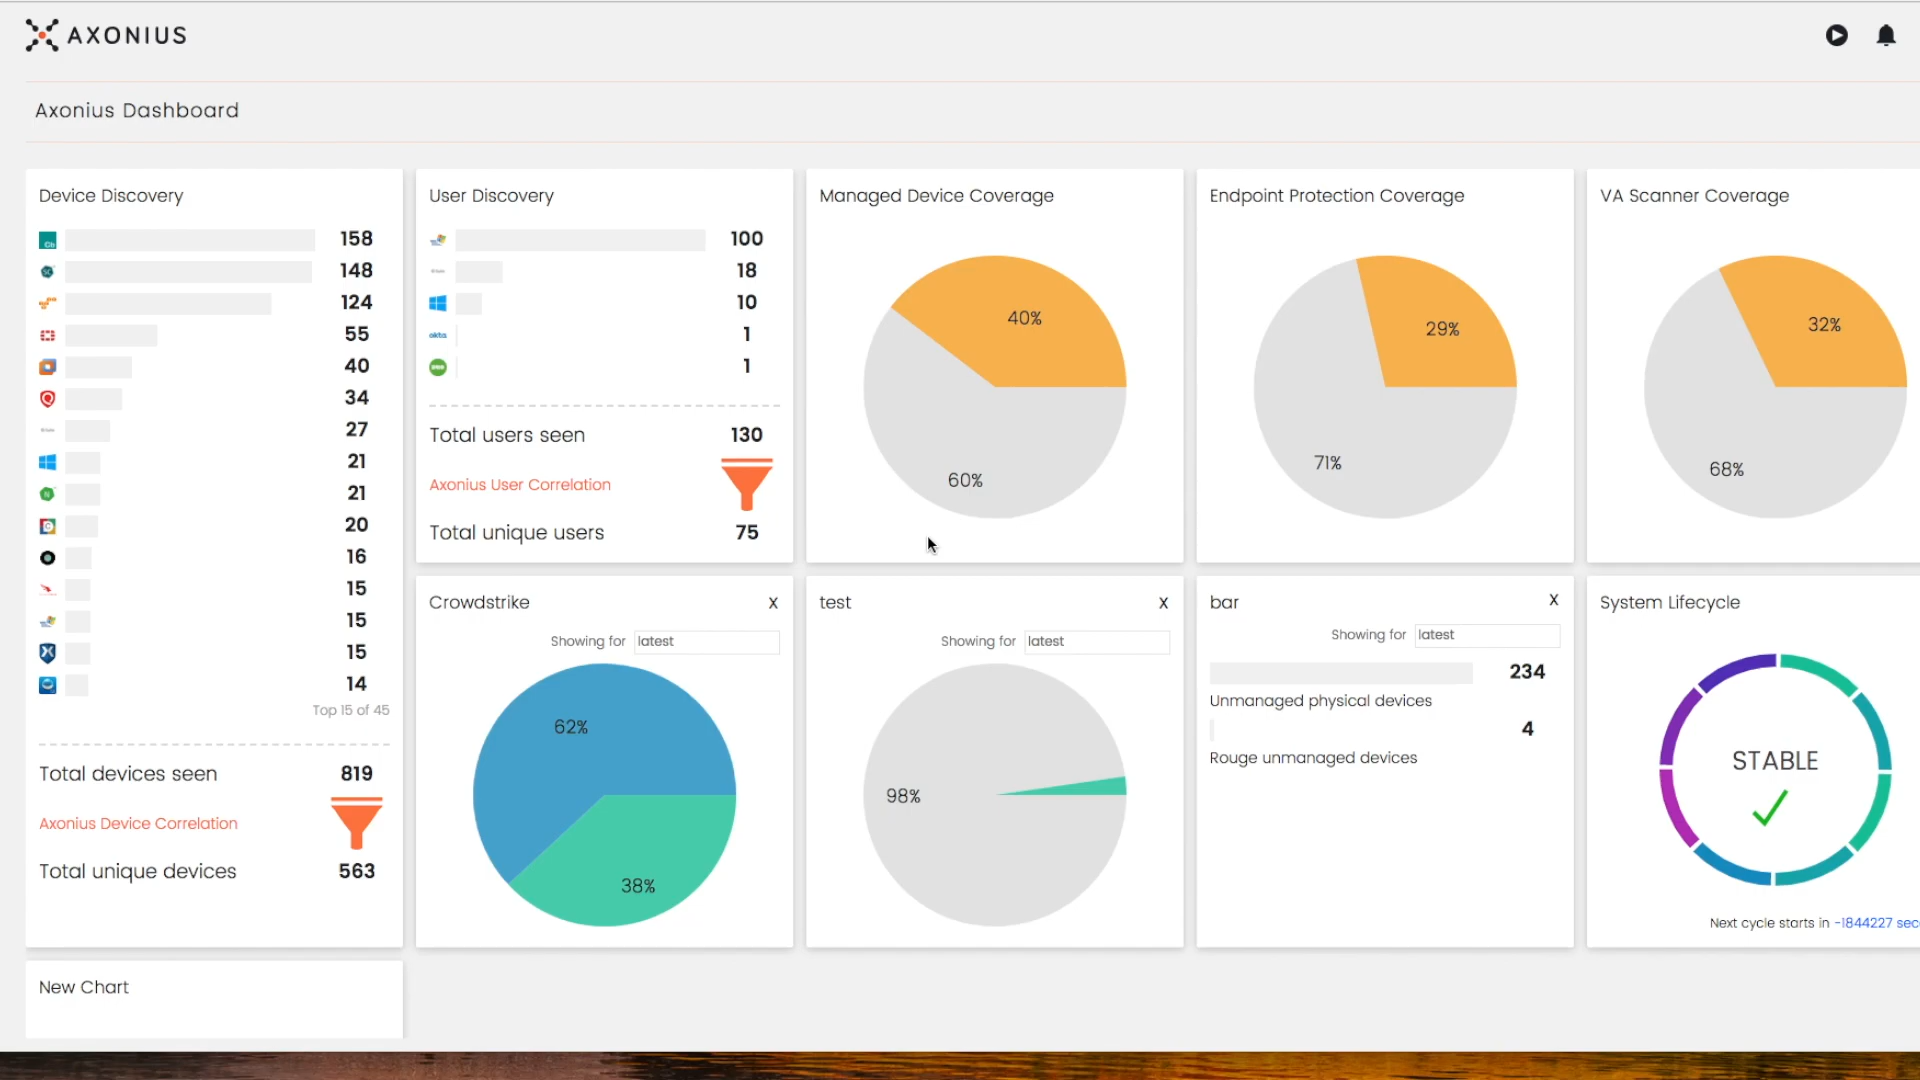 AXONIUS
Axonius Dashboard
Device Discovery
158
148
124
55
40
34
27
21
21
20
16
15
15
15
14
Top 15 of 45
Total devices seen 819
Axonius Device Correlation
Total unique devices 563
User Discovery
100
18
10
okta 1
1
Total users seen 130
Axonius User Correlation
Total unique users 75
Managed Device Coverage
40%
60%
Endpoint Protection Coverage
29%
71%
VA Scanner Coverage
32%
68%
Crowdstrike X
Showing for latest
62%
38%
test X
Showing for latest
98%
bar X
Showing for latest
234
Unmanaged physical devices
4
Rouge unmanaged devices
System Lifecycle
STABLE
Next cycle starts in -1844227 sec
New Chart